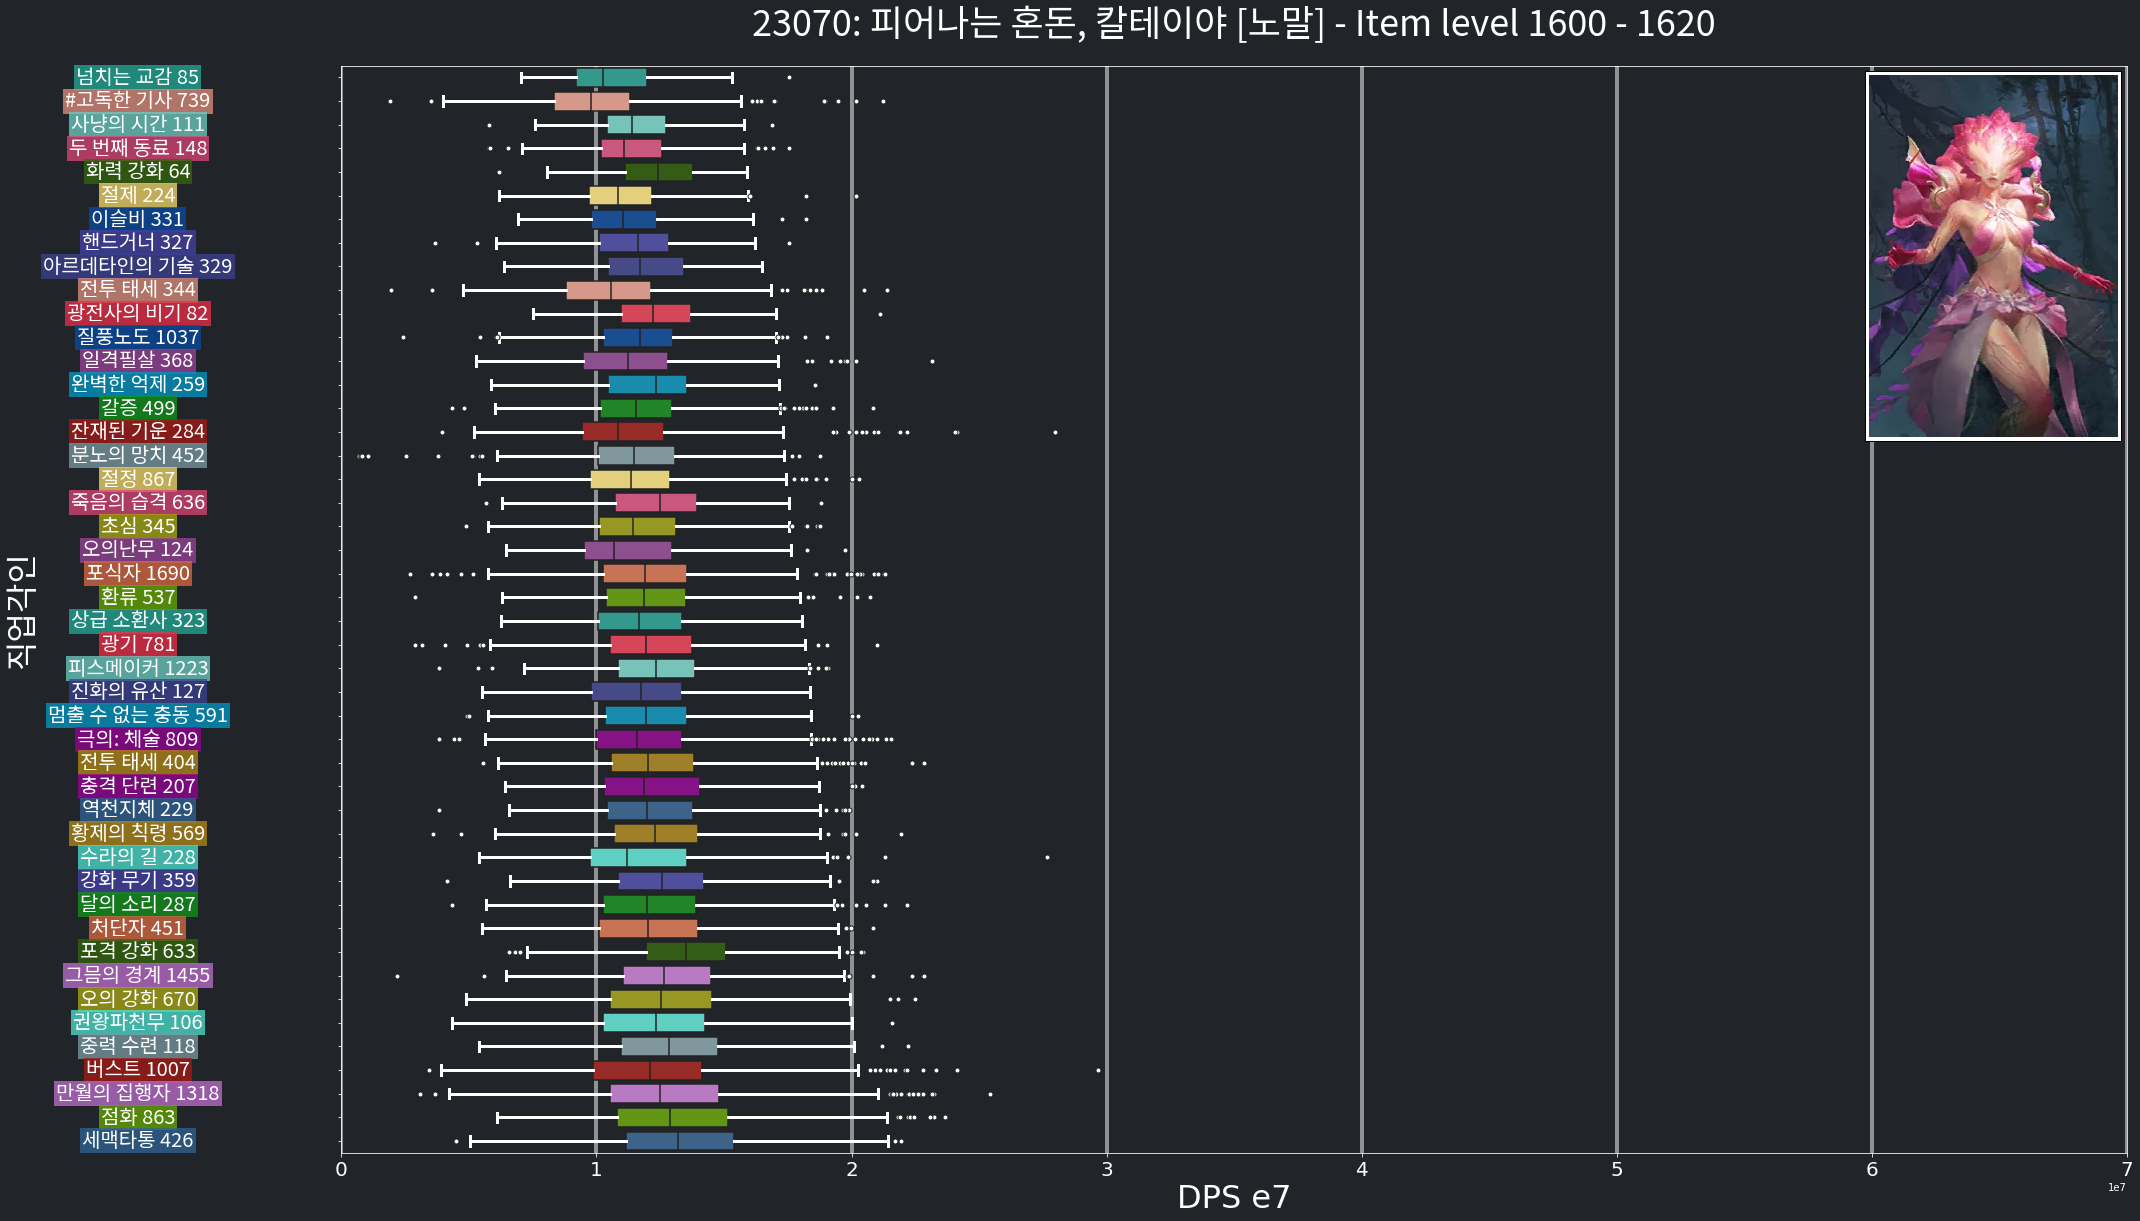 23070: 피어나는 혼돈, 칼테이야 [노말] - Item level 1600 - 1620
넘치는 교감 85
#고독한 기사 739
사냥의 시간 111
두 번째 동료 148
화력 강화 64
절제 224
이슬비 331
핸드거너 327
아르데타인의 기술 329
전투 태세 344
광전사의 비기 82
질풍노도 1037
일격필살 368
완벽한 억제 259
갈증 499
잔재된 기운 284
분노의 망치 452
절정 867
죽음의 습격 636
초심 345
오의난무 124
포식자 1690
환류 537
상급 소환사 323
광기 781
피스메이커 1223
진화의 유산 127
멈출 수 없는 충동 591
극의: 체술 809
전투 태세 404
충격 단련 207
역천지체 229
황제의 칙령 569
수라의 길 228
강화 무기 359
달의 소리 287
처단자 451
포격 강화 633
그믐의 경계 1455
오의 강화 670
권왕파천무 106
중력 수련 118
버스트 1007
만월의 집행자 1318
점화 863
세맥타통 426
직업각인
0 1 2 3 4 5 6 7
1e7
DPS e7